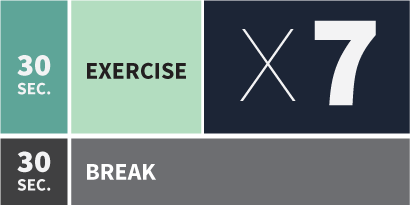 30
SEC.
EXERCISE
X 7
30
SEC.
BREAK